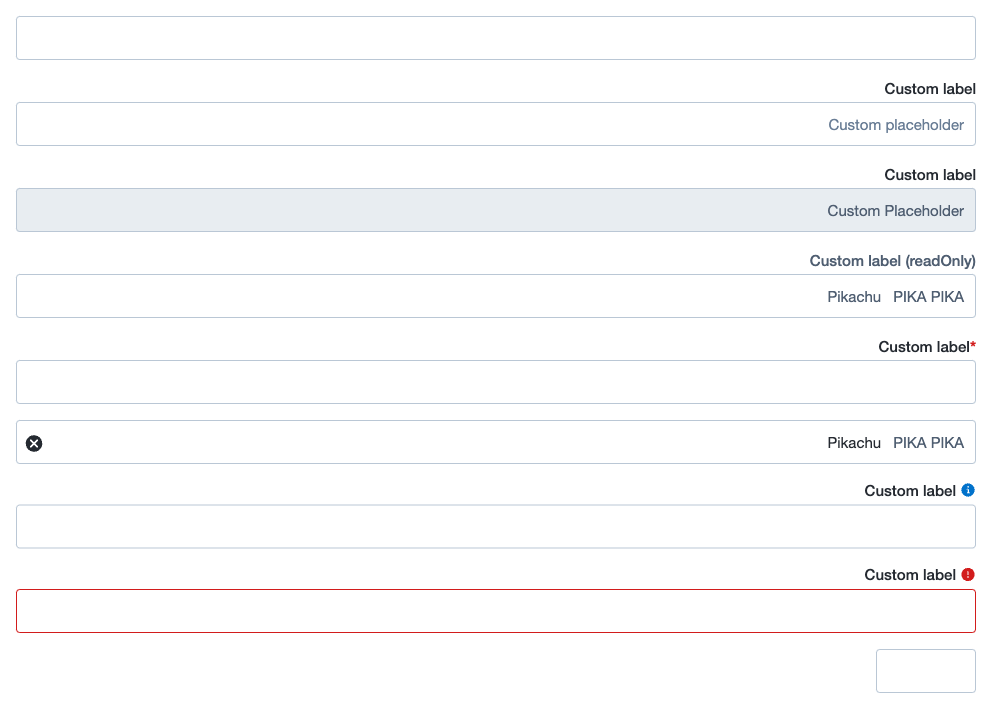 Custom label
Custom placeholder
Custom label
Custom Placeholder
Custom label (readOnly)
Pikachu PIKA PIKA
Custom label*
Pikachu PIKA PIKA
Custom label
Custom label